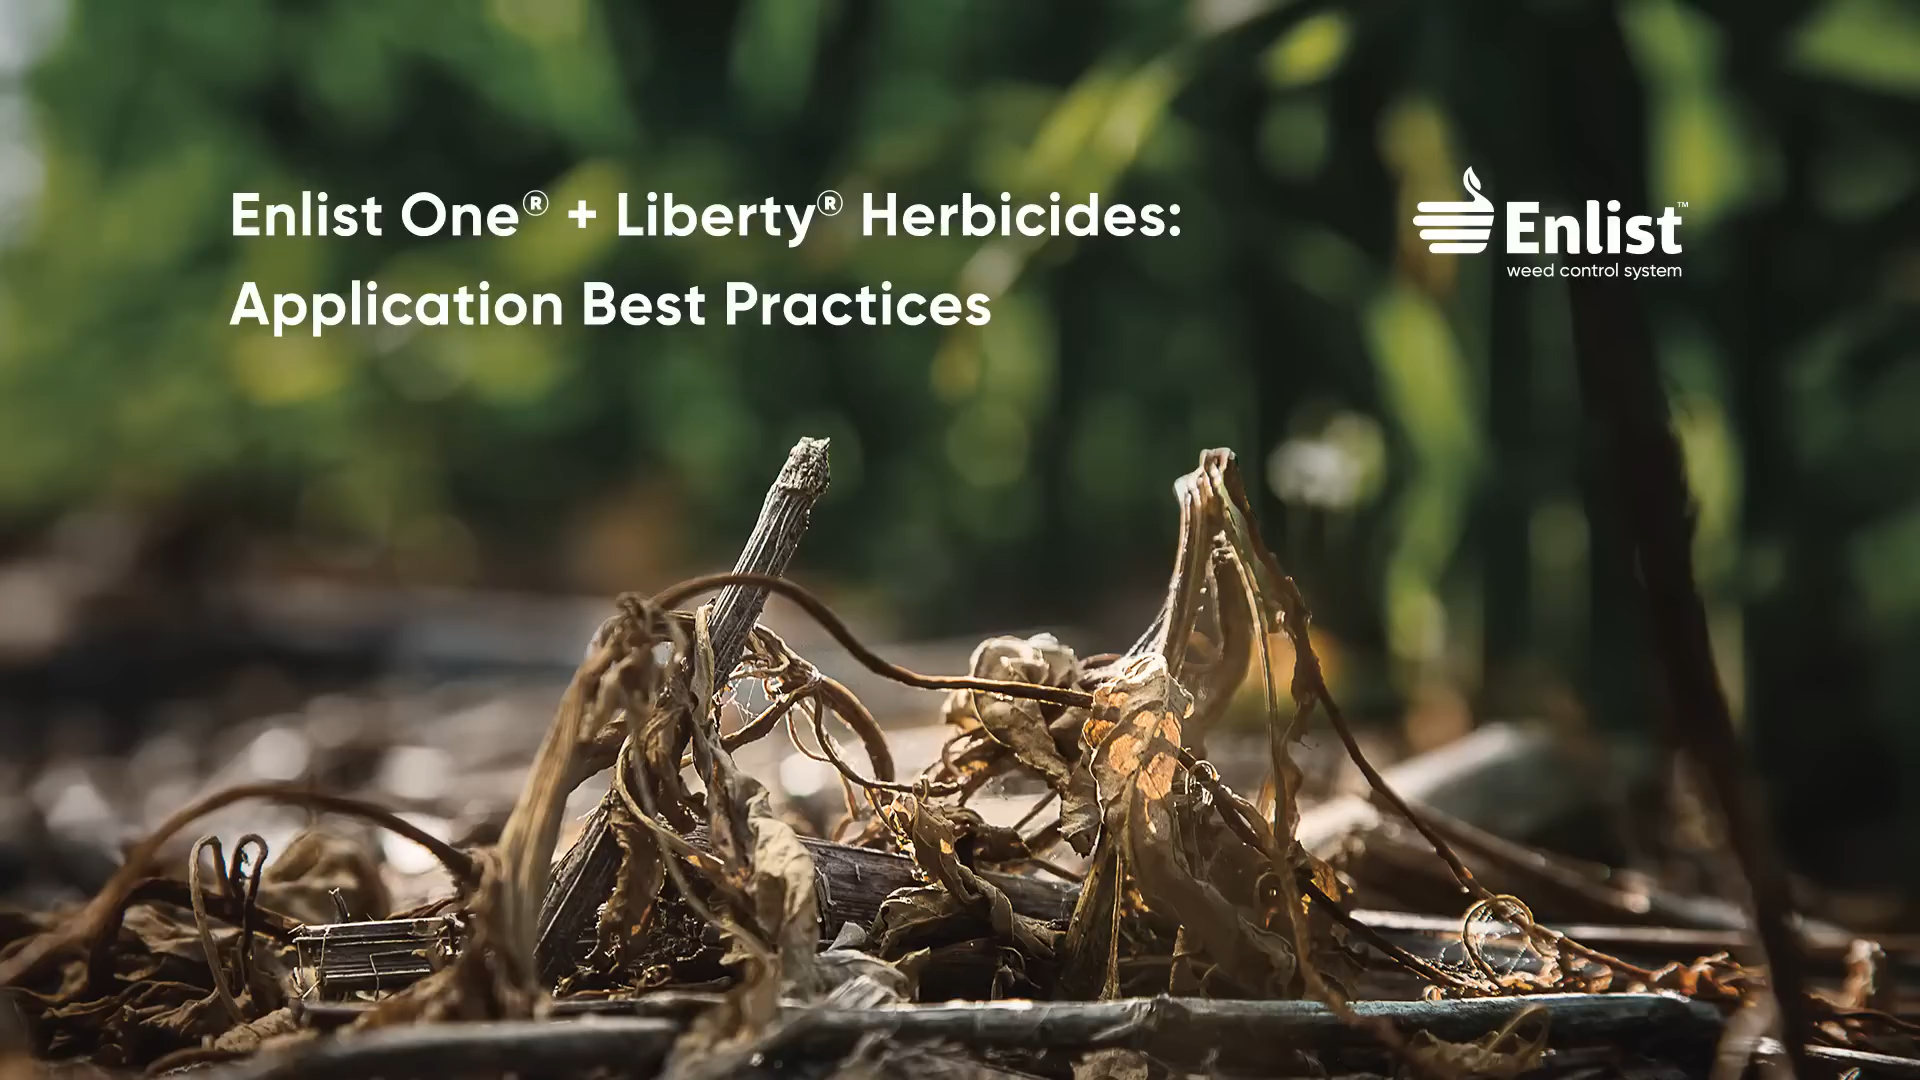 Enlist One® + Liberty® Herbicides:
Application Best Practices
Enlist™
weed control system